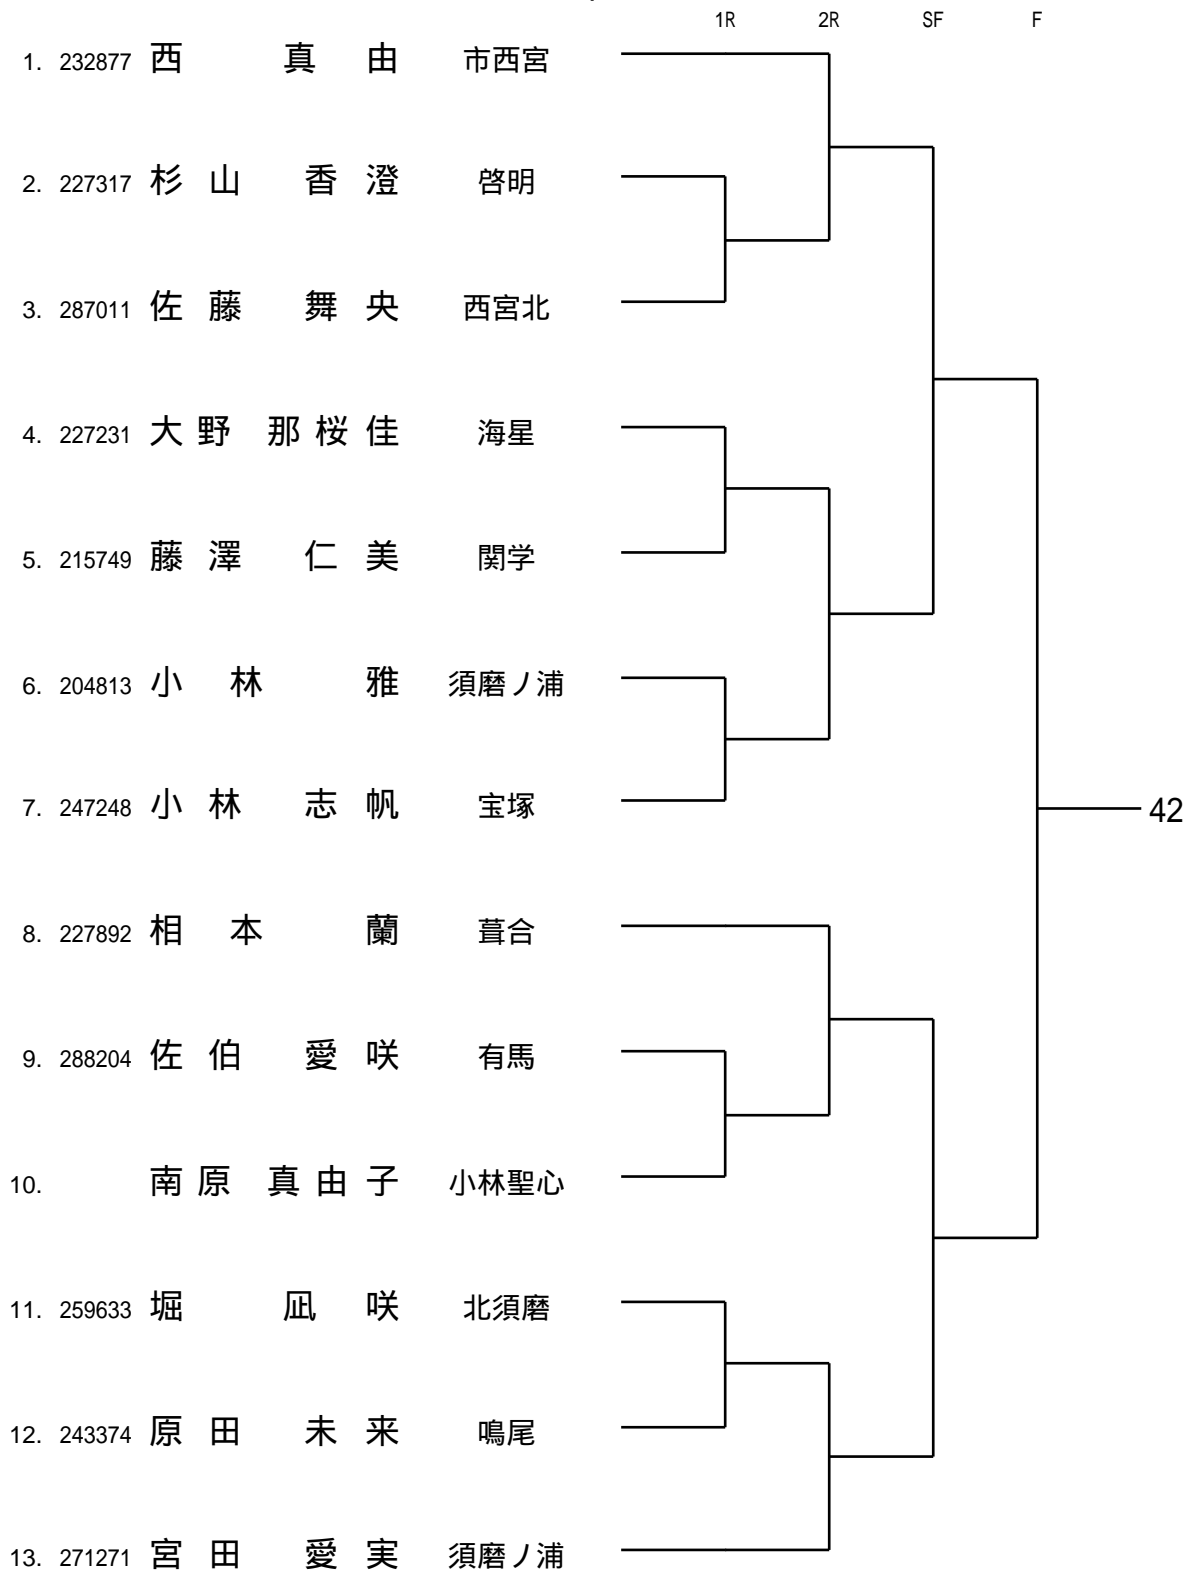 1R 2R SF F
1. 232877 西 真 由 市西宮
2. 227317 杉 山 香 澄 啓明
3. 287011 佐 藤 舞 央 西宮北
4. 227231 大 野 那 桜 佳 海星
5. 215749 藤 澤 仁 美 関学
6. 204813 小 林 雅 須磨ノ浦
7. 247248 小 林 志 帆 宝塚
42
8. 227892 相 本 蘭 葺合
9. 288204 佐 伯 愛 咲 有馬
10. 南 原 真 由 子 小林聖心
11. 259633 堀 凪 咲 北須磨
12. 243374 原 田 未 来 鳴尾
13. 271271 宮 田 愛 実 須磨ノ浦